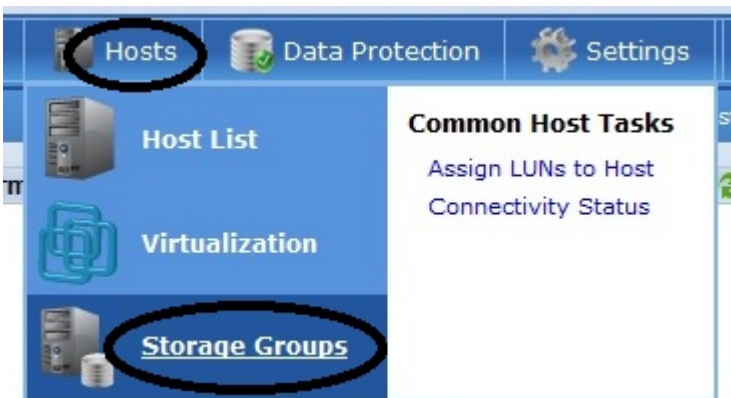 Hosts Data Protection Settings
Host List
Virtualization
Storage Groups
Common Host Tasks
Assign LUNs to Host
Connectivity Status